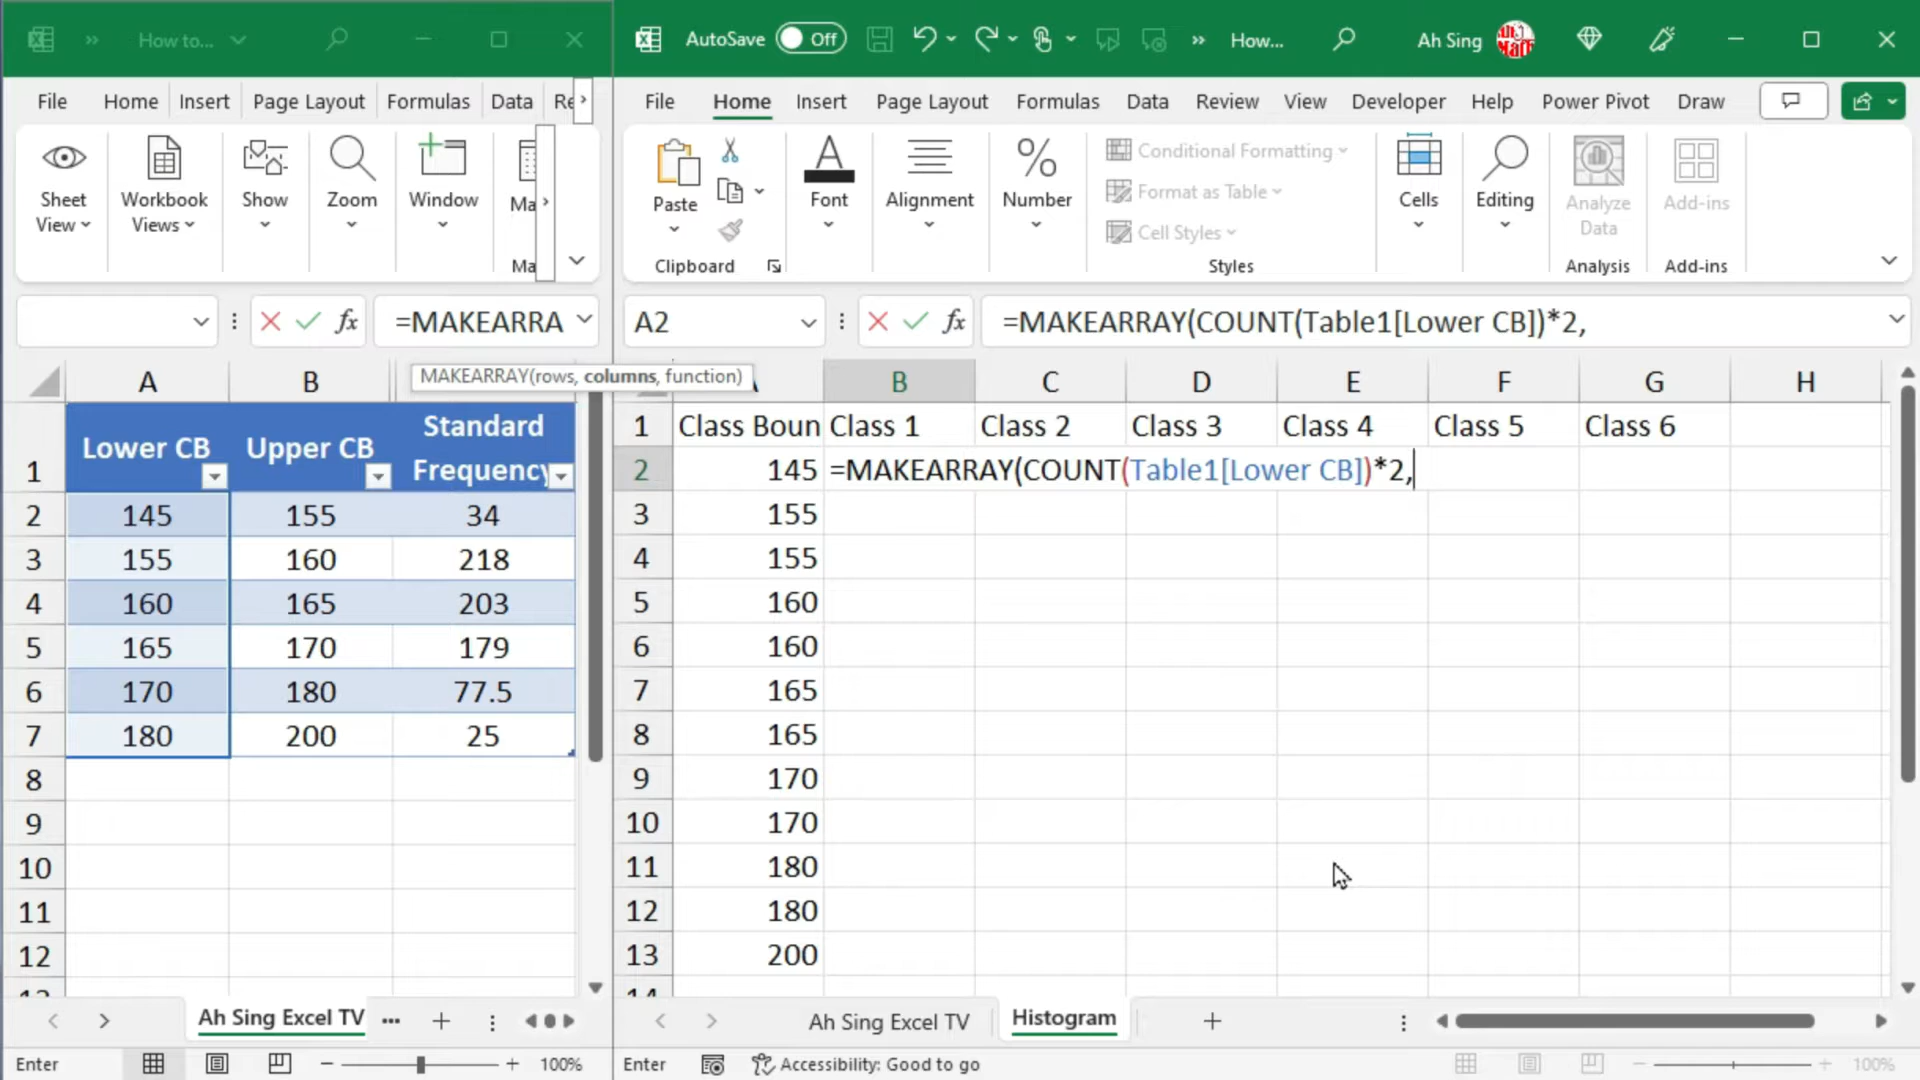 How to...
File Home Insert Page Layout Formulas Data Re
Sheet View
Workbook Views
Show
Zoom
Window
Ma
Ma
=MAKEARRA
MAKEARRAY(rows, columns, function)
A B
1 Lower CB Upper CB Standard Frequency
2 145 155 34
3 155 160 218
4 160 165 203
5 165 170 179
6 170 180 77.5
7 180 200 25
8
9
10
11
12
Ah Sing Excel TV
Enter 100%
AutoSave Off How... Ah Sing
File Home Insert Page Layout Formulas Data Review View Developer Help Power Pivot Draw
Paste
Clipboard
Font
Alignment
Number
Conditional Formatting
Format as Table
Cell Styles
Styles
Cells
Editing
Analyze Data
Analysis
Add-ins
Add-ins
A2 fx =MAKEARRAY(COUNT(Table1[Lower CB])*2,
B C D E F G H
1 Class Boun Class 1 Class 2 Class 3 Class 4 Class 5 Class 6
2 145 =MAKEARRAY(COUNT(Table1[Lower CB])*2,
3 155
4 155
5 160
6 160
7 165
8 165
9 170
10 170
11 180
12 180
13 200
14
Ah Sing Excel TV Histogram
Enter Accessibility: Good to go 100%